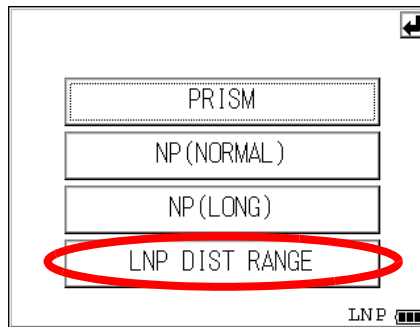 PRISM
NP(NORMAL)
NP(LONG)
LNP DIST RANGE
LNP